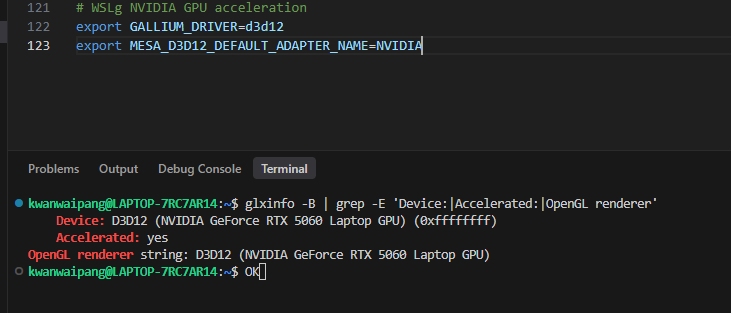 121 # WSLg NVIDIA GPU acceleration
122 export GALLIUM_DRIVER=d3d12
123 export MESA_D3D12_DEFAULT_ADAPTER_NAME=NVIDIA
Problems Output Debug Console Terminal
kwanwaipang@LAPTOP-7RC7AR14:~$ glxinfo -B | grep -E 'Device:|Accelerated:|OpenGL renderer'
    Device: D3D12 (NVIDIA GeForce RTX 5060 Laptop GPU) (0xffffffff)
    Accelerated: yes
OpenGL renderer string: D3D12 (NVIDIA GeForce RTX 5060 Laptop GPU)
kwanwaipang@LAPTOP-7RC7AR14:~$ OK